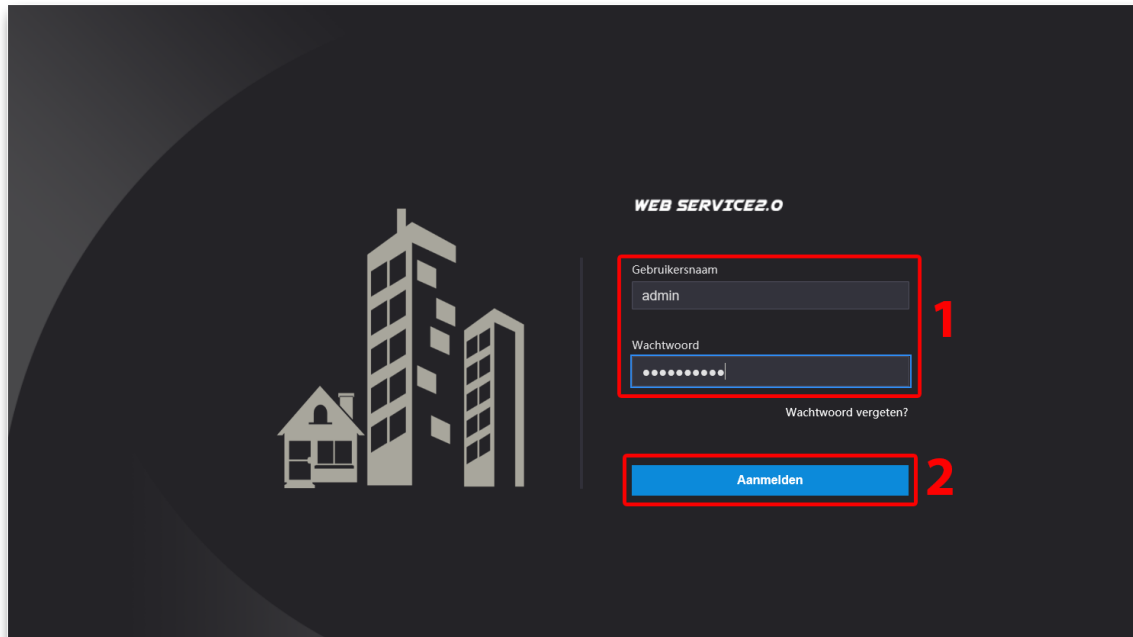 WEB SERVICE2.0
Gebruikersnaam
admin
1
Wachtwoord
●●●●●●●●●●
Wachtwoord vergeten?
Aanmelden
2